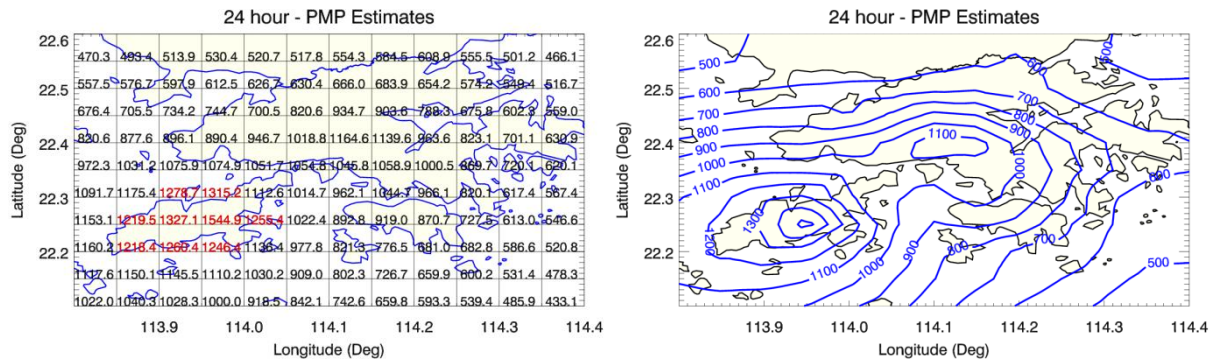 24 hour - PMP Estimates
22.6
470.3 493.4 513.9 530.4 520.7 517.8 554.3 584.5 608.9 555.5 501.2 466.1
557.5 576.7 597.9 612.5 626.7 630.4 666.0 683.9 654.2 574.2 549.4 516.7
22.5
676.4 705.5 734.2 744.7 700.5 820.6 934.7 903.6 788.3 675.8 602.8 559.0
830.6 877.6 896.1 890.4 946.7 1018.8 1164.6 1139.6 963.6 823.1 701.1 630.9
22.4
972.3 1031.2 1075.9 1074.9 1051.7 1054.8 1045.8 1058.9 1000.5 869.7 720.1 620.1
1091.7 1175.4 1278.7 1315.2 1112.6 1014.7 962.1 1044.7 966.1 820.1 617.4 567.4
22.3
1153.1 1219.5 1327.1 1544.9 1255.4 1022.4 892.8 919.0 870.7 727.5 613.0 546.6
1160.2 1218.4 1260.4 1246.4 1136.4 977.8 821.3 776.5 681.0 682.8 586.6 520.8
22.2
1117.6 1150.1 1145.5 1110.2 1030.2 909.0 802.3 726.7 659.9 600.2 531.4 478.3
1022.0 1040.3 1028.3 1000.0 918.5 842.1 742.6 659.8 593.3 539.4 485.9 433.1
113.9 114.0 114.1 114.2 114.3 114.4
Longitude (Deg)
Latitude (Deg)
24 hour - PMP Estimates
22.6
22.5
22.4
22.3
22.2
500
600
700
800
900
1000
1100
1200
1300
1100
1000
900
800
700
500
1100
1000
900
800
700
600
500
600
113.9 114.0 114.1 114.2 114.3 114.4
Longitude (Deg)
Latitude (Deg)